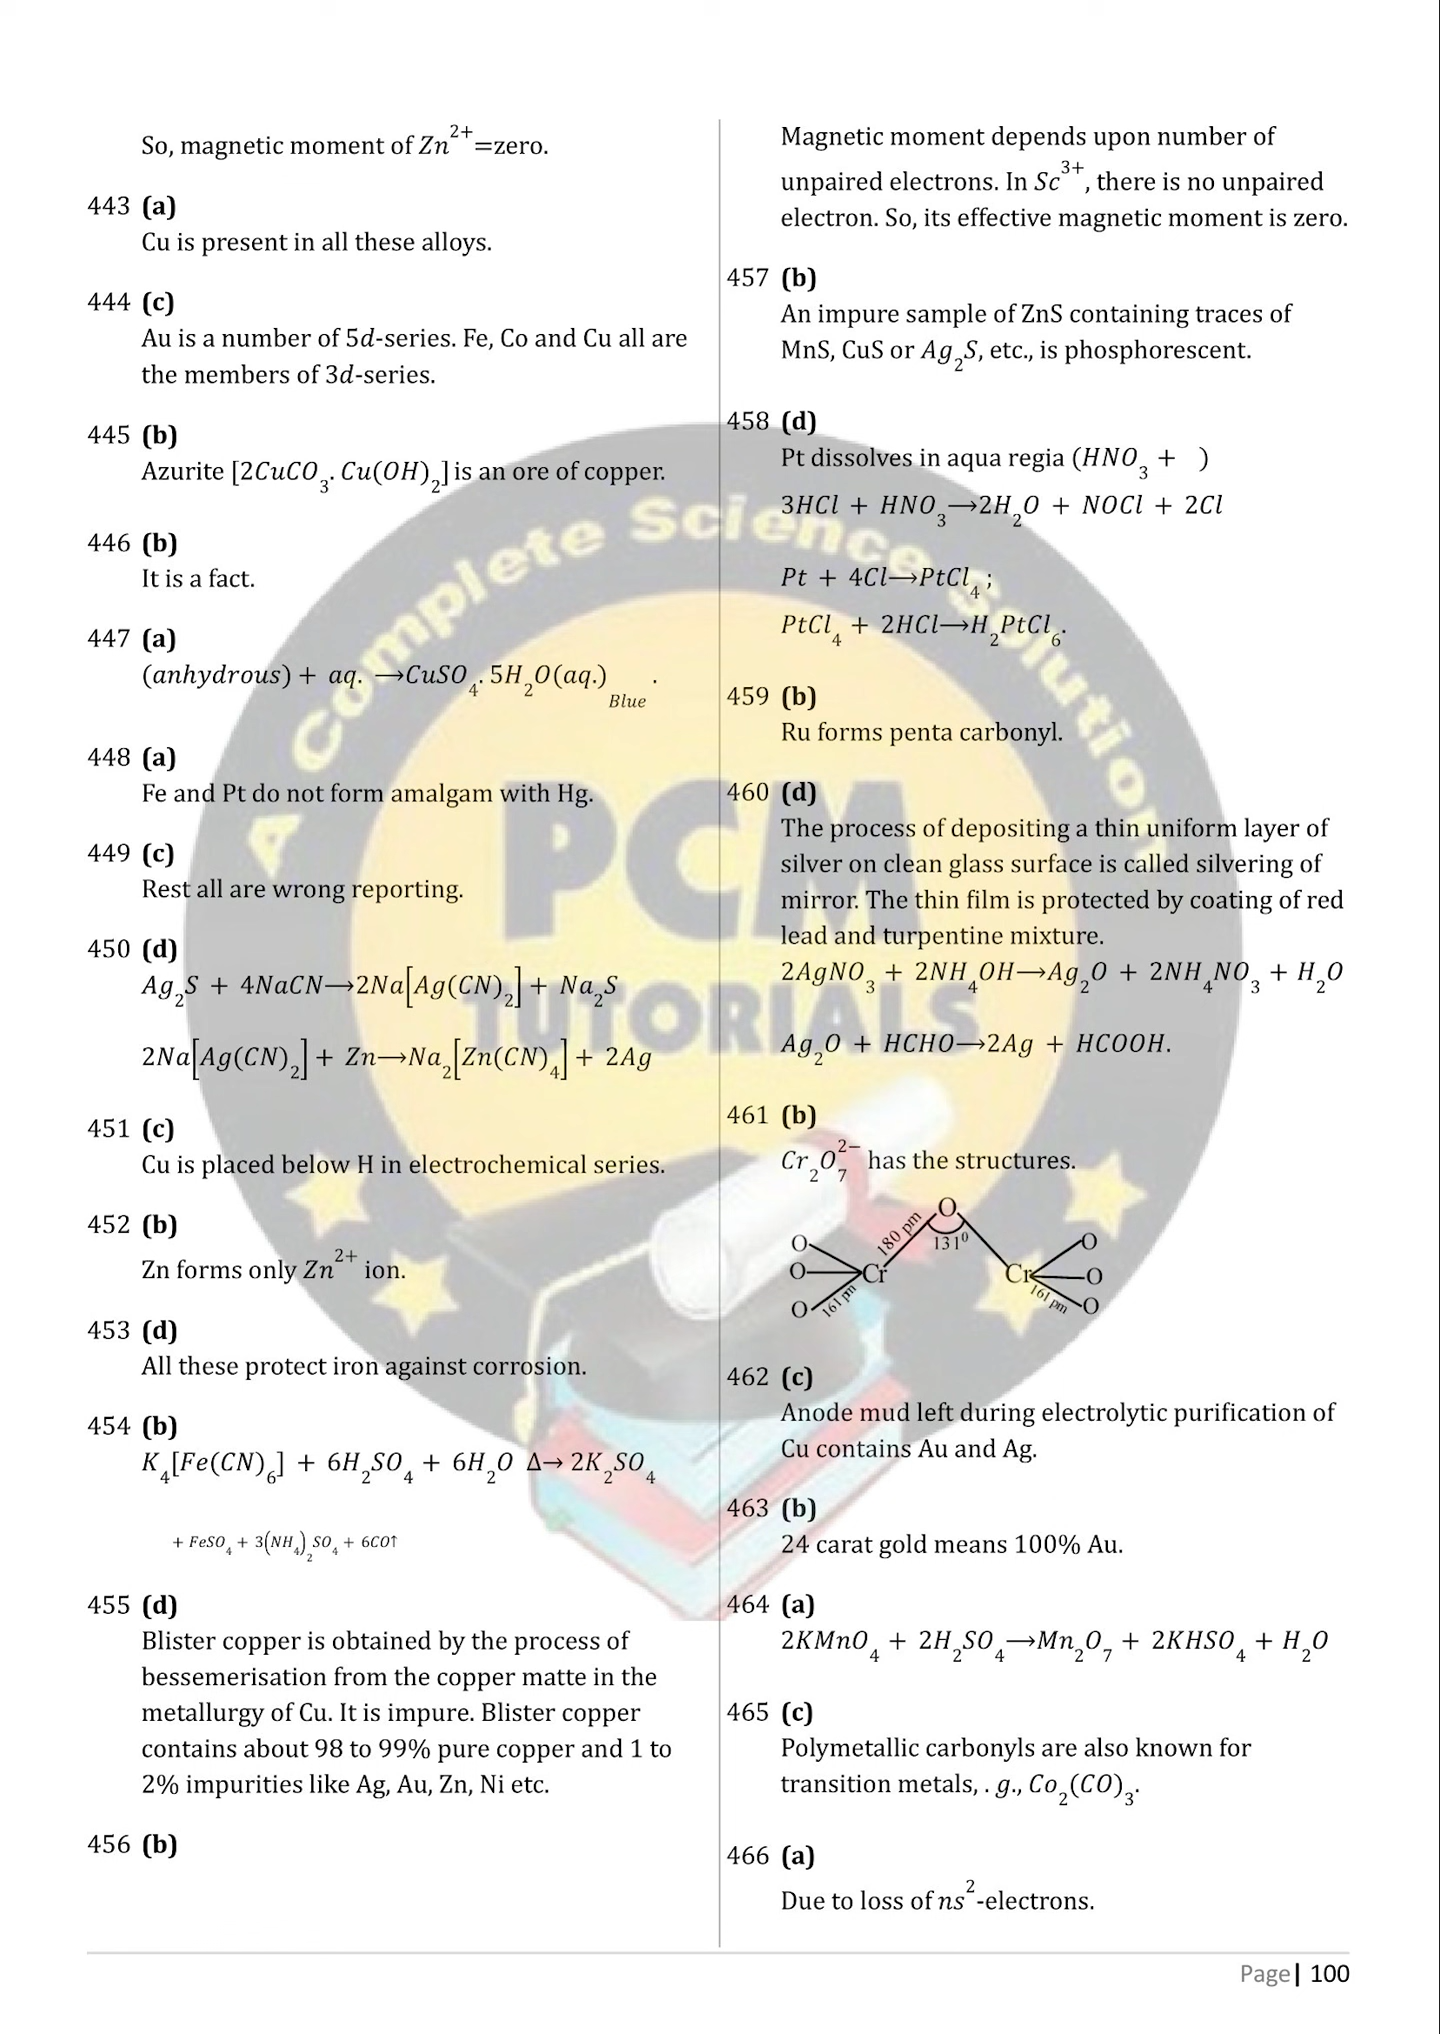 So, magnetic moment of Zn²⁺=zero.
443 (a)
Cu is present in all these alloys.
444 (c)
Au is a number of 5d-series. Fe, Co and Cu all are
the members of 3d-series.
445 (b)
Azurite [2CuCO₃. Cu(OH)₂] is an ore of copper.
446 (b)
It is a fact.
447 (a)
(anhydrous) + aq. ⟶CuSO₄. 5H₂O(aq.) .
Blue
448 (a)
Fe and Pt do not form amalgam with Hg.
449 (c)
Rest all are wrong reporting.
450 (d)
Ag₂S + 4NaCN⟶2Na[Ag(CN)₂] + Na₂S
2Na[Ag(CN)₂] + Zn⟶Na₂[Zn(CN)₄] + 2Ag
451 (c)
Cu is placed below H in electrochemical series.
452 (b)
Zn forms only Zn²⁺ ion.
453 (d)
All these protect iron against corrosion.
454 (b)
K₄[Fe(CN)₆] + 6H₂SO₄ + 6H₂O Δ→ 2K₂SO₄
+ FeSO₄ + 3(NH₄)₂SO₄ + 6CO↑
455 (d)
Blister copper is obtained by the process of
bessemerisation from the copper matte in the
metallurgy of Cu. It is impure. Blister copper
contains about 98 to 99% pure copper and 1 to
2% impurities like Ag, Au, Zn, Ni etc.
456 (b)
Magnetic moment depends upon number of
unpaired electrons. In Sc³⁺, there is no unpaired
electron. So, its effective magnetic moment is zero.
457 (b)
An impure sample of ZnS containing traces of
MnS, CuS or Ag₂S, etc., is phosphorescent.
458 (d)
Pt dissolves in aqua regia (HNO₃ + )
3HCl + HNO₃⟶2H₂O + NOCl + 2Cl
Pt + 4Cl⟶PtCl₄ ;
PtCl₄ + 2HCl⟶H₂PtCl₆.
459 (b)
Ru forms penta carbonyl.
460 (d)
The process of depositing a thin uniform layer of
silver on clean glass surface is called silvering of
mirror. The thin film is protected by coating of red
lead and turpentine mixture.
2AgNO₃ + 2NH₄OH⟶Ag₂O + 2NH₄NO₃ + H₂O
Ag₂O + HCHO⟶2Ag + HCOOH.
461 (b)
Cr₂O₇²⁻ has the structures.
O
180 pm
131⁰
O O
O Cr Cr O
O 161 pm 161 pm O
462 (c)
Anode mud left during electrolytic purification of
Cu contains Au and Ag.
463 (b)
24 carat gold means 100% Au.
464 (a)
2KMnO₄ + 2H₂SO₄⟶Mn₂O₇ + 2KHSO₄ + H₂O
465 (c)
Polymetallic carbonyls are also known for
transition metals, . g., Co₂(CO)₃.
466 (a)
Due to loss of ns²-electrons.
Page| 100
A Complete Science Solution
PCM
TUTORIALS